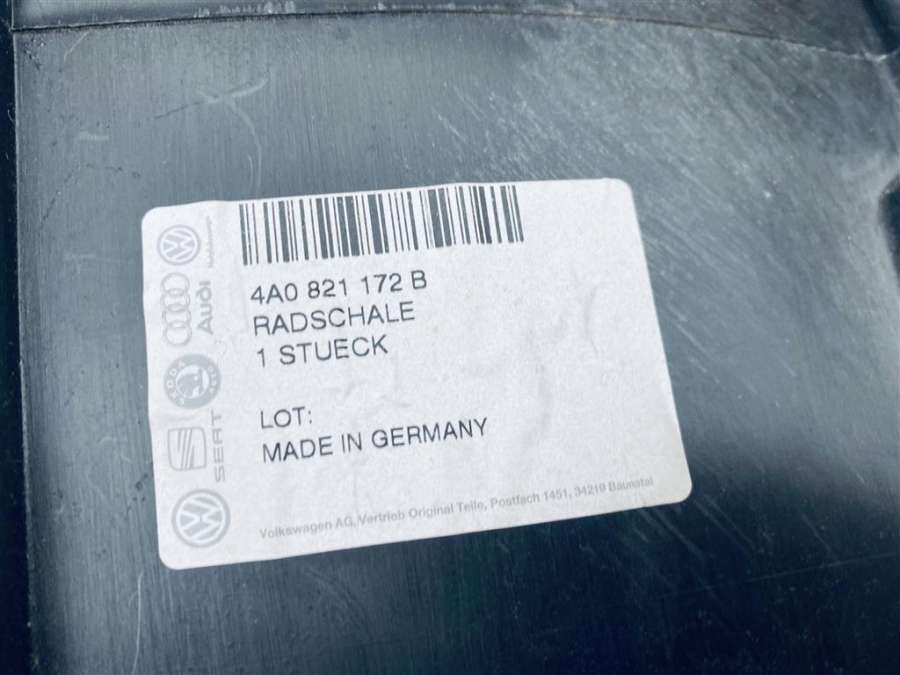 4A0 821 172 B
RADSCHALE
1 STUECK
LOT:
MADE IN GERMANY
Volkswagen AG, Vertrieb Original Teile, Postfach 1451, 34219 Baunatal
Audi
SEAT